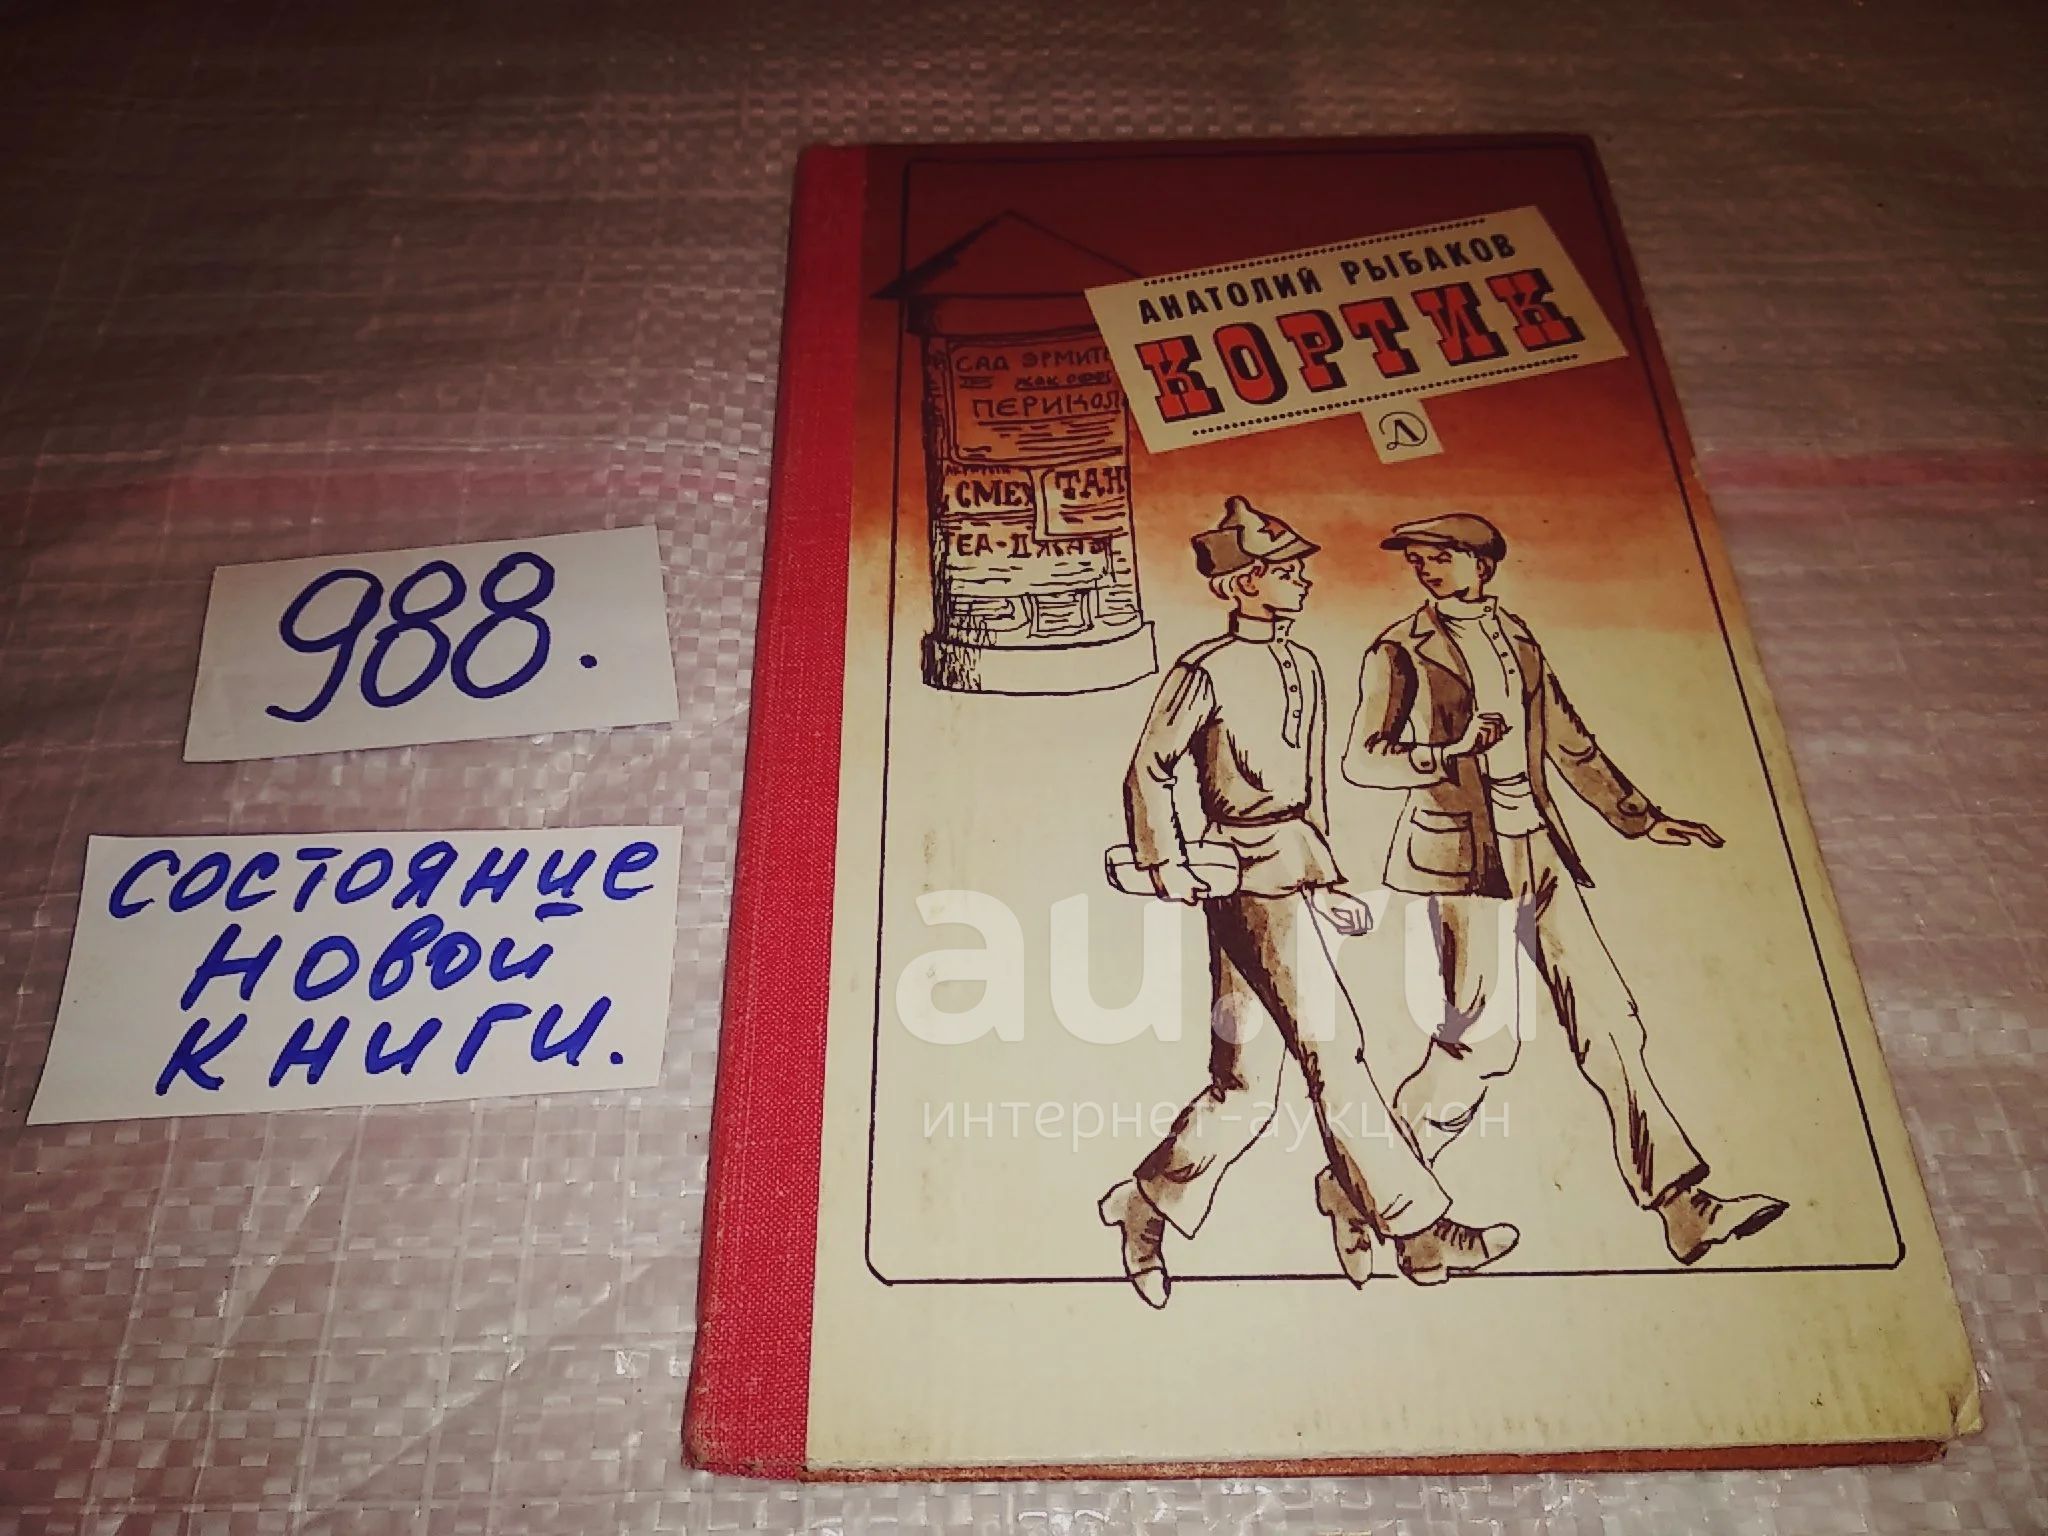 988.
СОСТОЯНИЕ
НОВОЙ
КНИГИ.
АНАТОЛИЙ РЫБАКОВ
КОРТИК
Д
САД ЭРМИТ
ПЕРИКОЛ
СМЕХ
ТАН
au.ru
интернет-аукцион